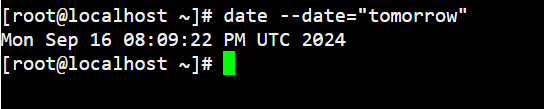 [root@localhost ~]# date --date="tomorrow"
Mon Sep 16 08:09:22 PM UTC 2024
[root@localhost ~]#